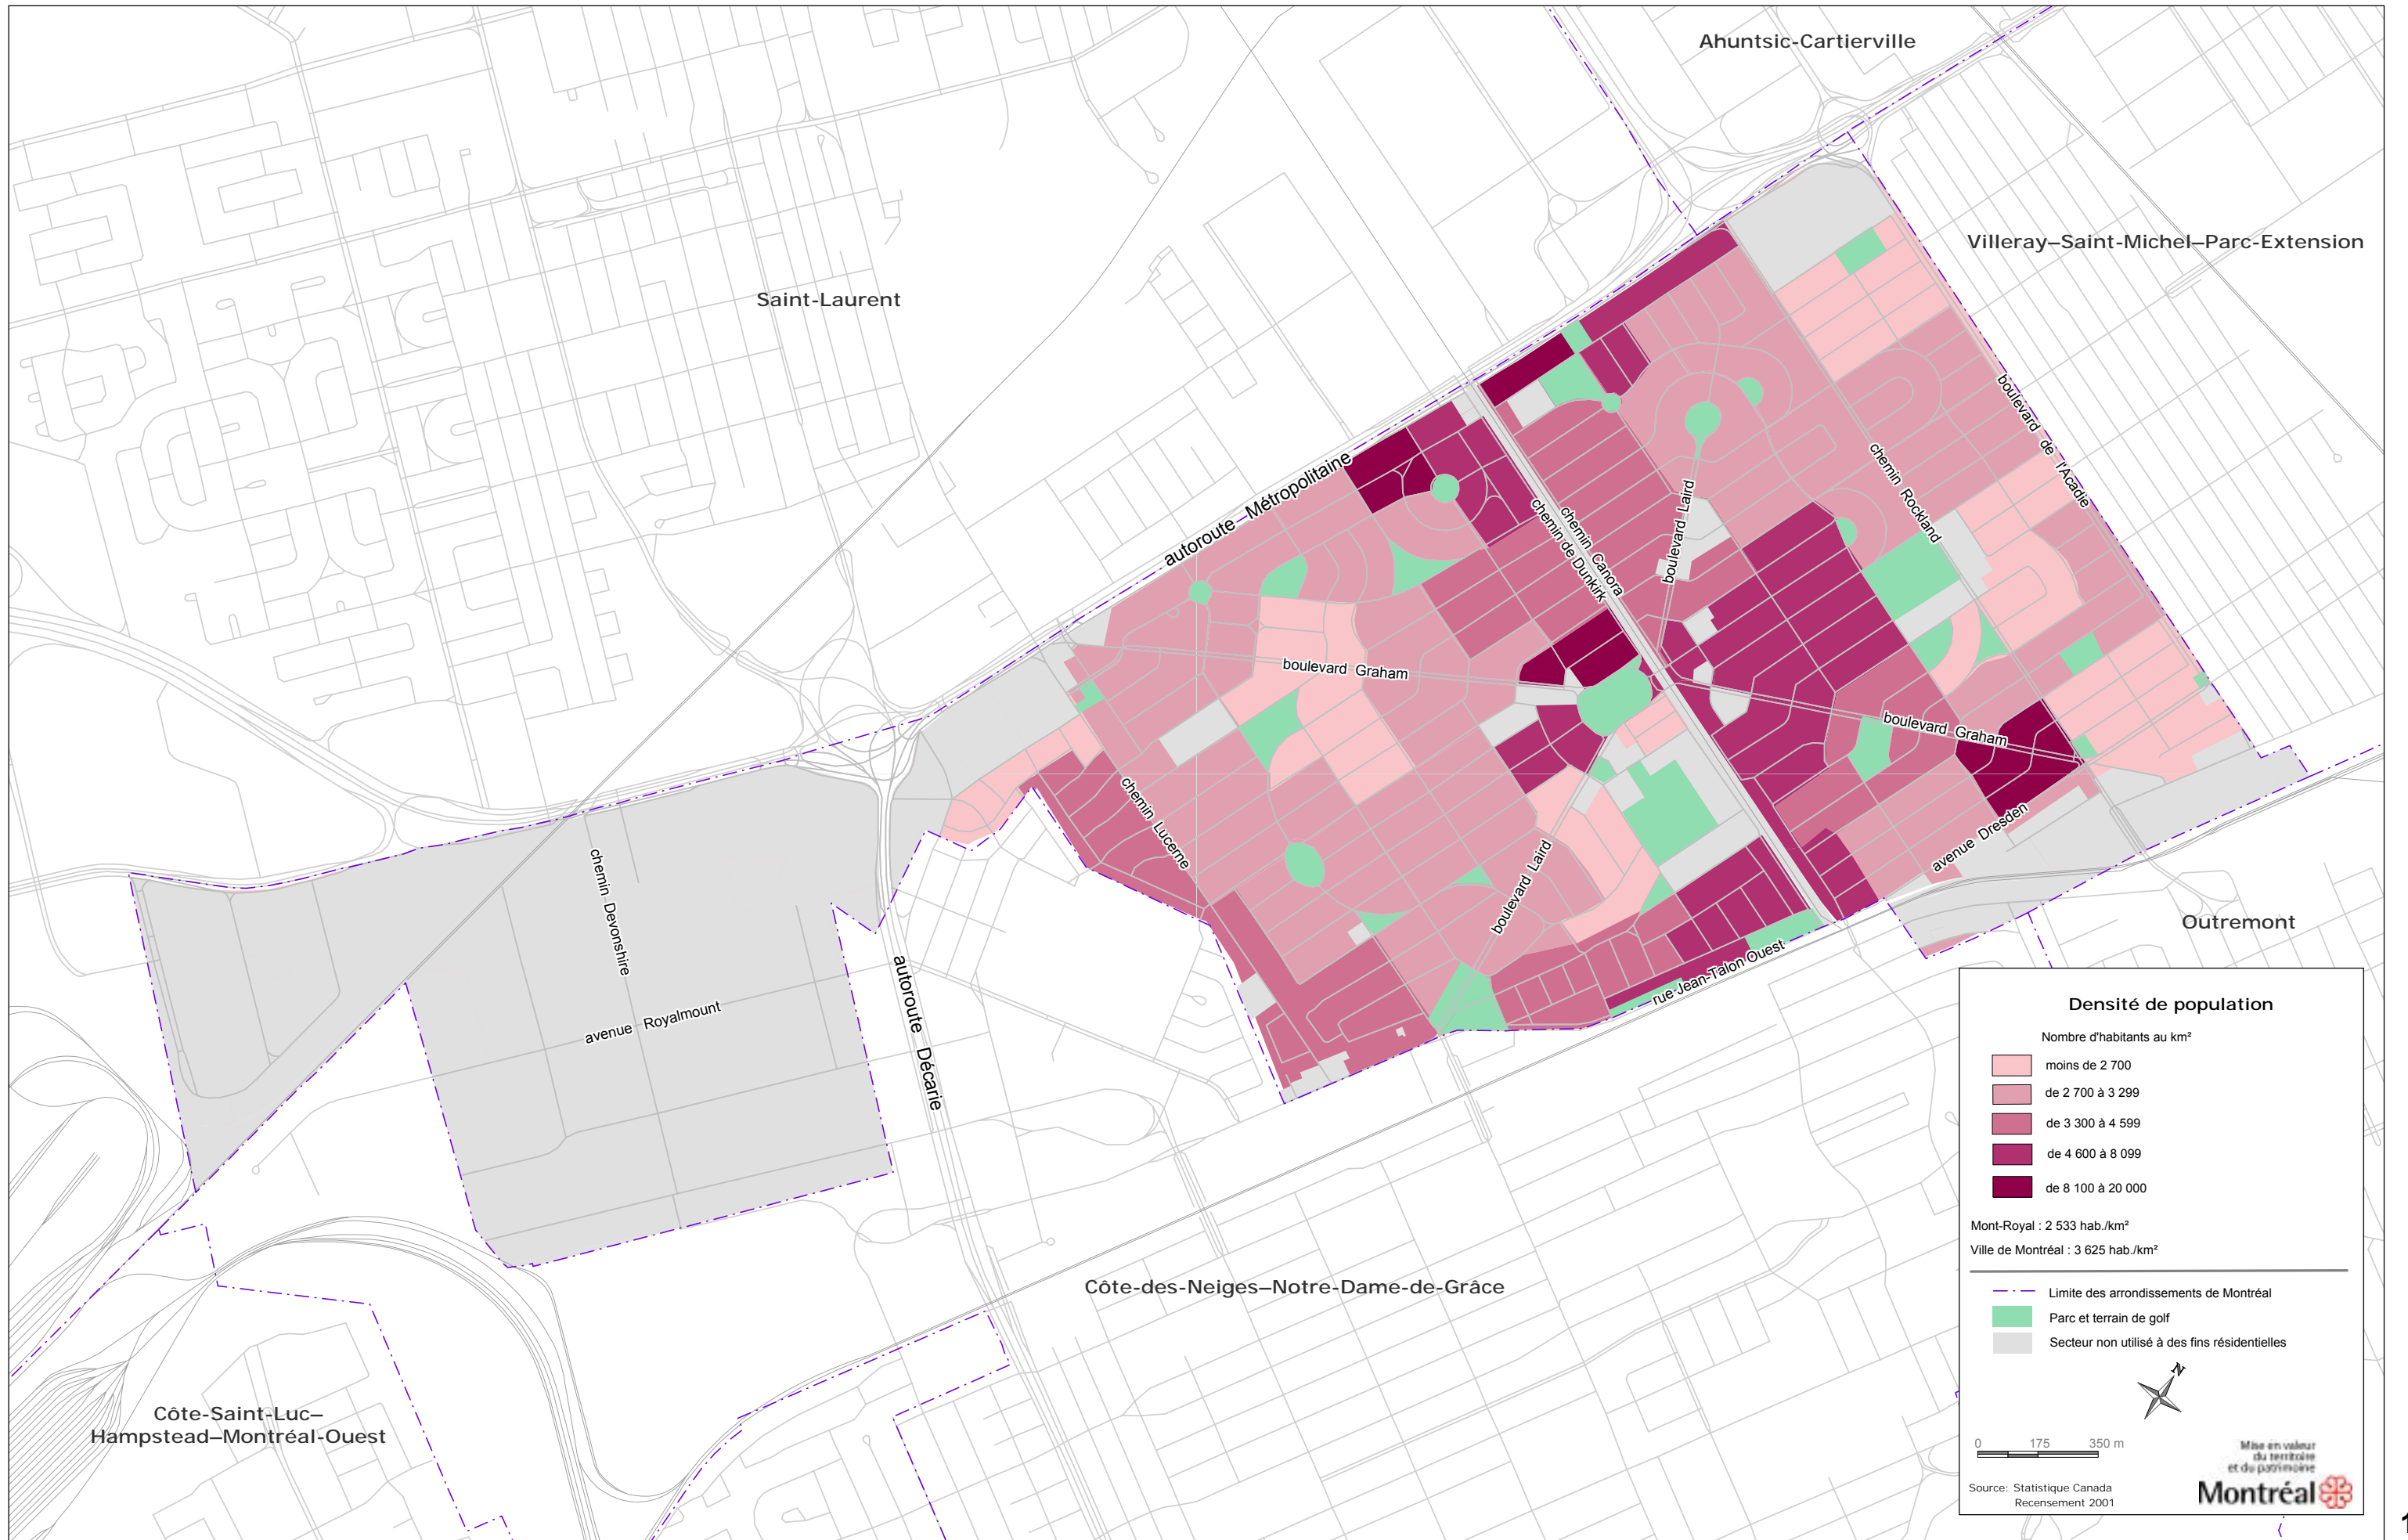 Ahuntsic-Cartierville
Villeray–Saint-Michel–Parc-Extension
Saint-Laurent
autoroute Métropolitaine
boulevard de l'Acadie
chemin Rockland
chemin Canora
chemin de Dunkirk
boulevard Laird
boulevard Graham
boulevard Graham
chemin Lucerne
boulevard Laird
avenue Dresden
rue Jean-Talon Ouest
chemin Devonshire
avenue Royalmount
autoroute Décarie
Outremont
Côte-des-Neiges–Notre-Dame-de-Grâce
Côte-Saint-Luc–
Hampstead–Montréal-Ouest
Densité de population
Nombre d'habitants au km²
moins de 2 700
de 2 700 à 3 299
de 3 300 à 4 599
de 4 600 à 8 099
de 8 100 à 20 000
Mont-Royal : 2 533 hab./km²
Ville de Montréal : 3 625 hab./km²
Limite des arrondissements de Montréal
Parc et terrain de golf
Secteur non utilisé à des fins résidentielles
N
0 175 350 m
Mise en valeur
du territoire
et du patrimoine
Montréal
Source: Statistique Canada
Recensement 2001